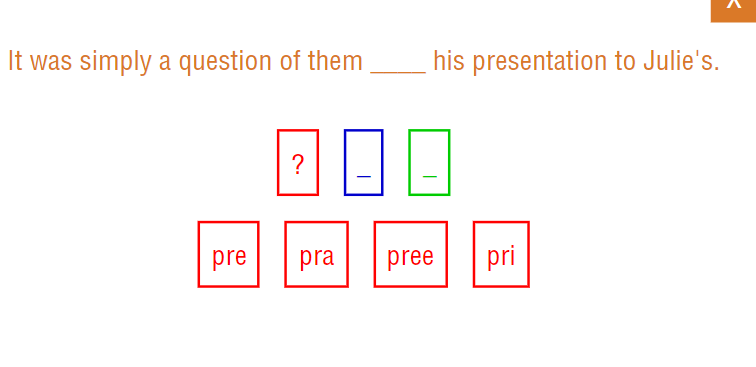 X
It was simply a question of them ____ his presentation to Julie's.
? _ _
pre pra pree pri